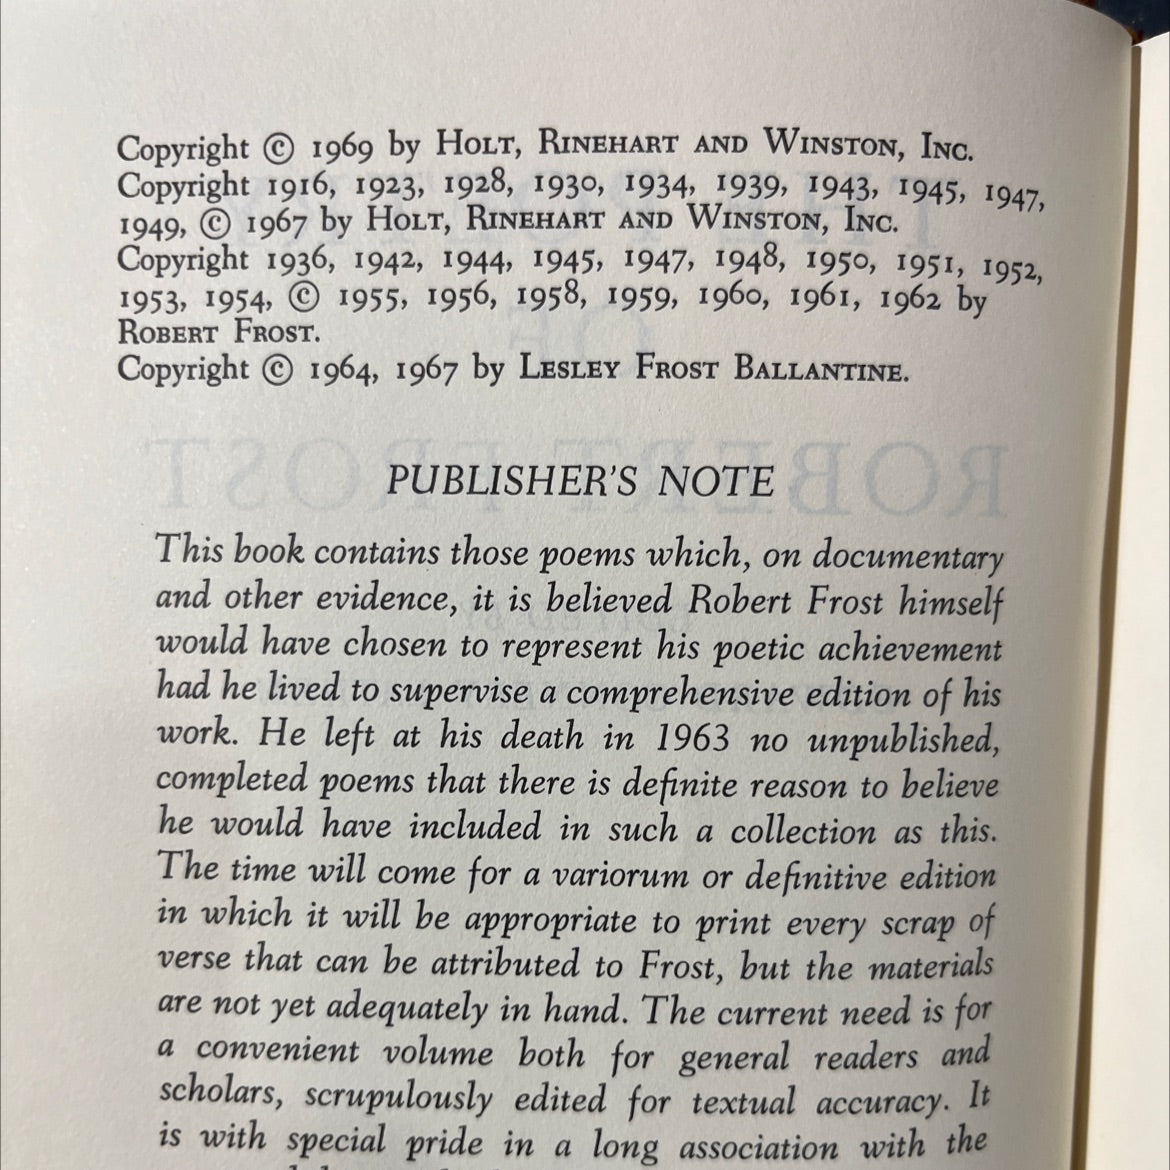 Copyright © 1969 by Holt, Rinehart and Winston, Inc.
Copyright 1916, 1923, 1928, 1930, 1934, 1939, 1943, 1945, 1947,
1949, © 1967 by Holt, Rinehart and Winston, Inc.
Copyright 1936, 1942, 1944, 1945, 1947, 1948, 1950, 1951, 1952,
1953, 1954, © 1955, 1956, 1958, 1959, 1960, 1961, 1962 by
Robert Frost.
Copyright © 1964, 1967 by Lesley Frost Ballantine.
PUBLISHER'S NOTE
This book contains those poems which, on documentary
and other evidence, it is believed Robert Frost himself
would have chosen to represent his poetic achievement
had he lived to supervise a comprehensive edition of his
work. He left at his death in 1963 no unpublished,
completed poems that there is definite reason to believe
he would have included in such a collection as this.
The time will come for a variorum or definitive edition
in which it will be appropriate to print every scrap of
verse that can be attributed to Frost, but the materials
are not yet adequately in hand. The current need is for
a convenient volume both for general readers and
scholars, scrupulously edited for textual accuracy. It
is with special pride in a long association with the